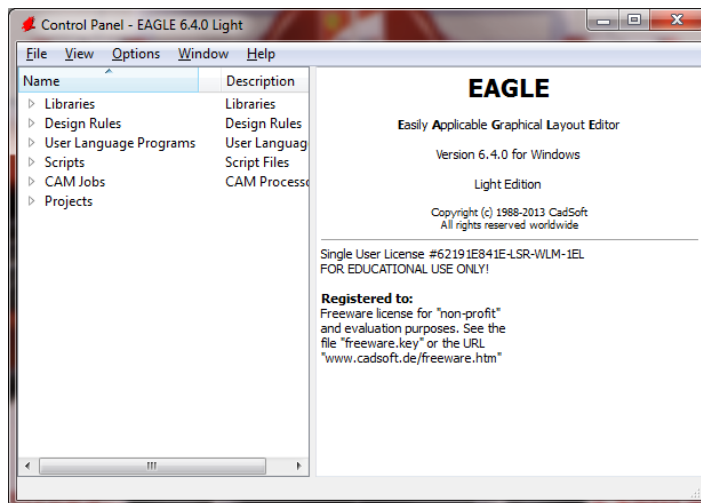 Control Panel - EAGLE 6.4.0 Light
File View Options Window Help
Name Description
Libraries Libraries
Design Rules Design Rules
User Language Programs User Languag
Scripts Script Files
CAM Jobs CAM Processo
Projects
EAGLE
Easily Applicable Graphical Layout Editor
Version 6.4.0 for Windows
Light Edition
Copyright (c) 1988-2013 CadSoft
All rights reserved worldwide
Single User License #62191E841E-LSR-WLM-1EL
FOR EDUCATIONAL USE ONLY!
Registered to:
Freeware license for "non-profit"
and evaluation purposes. See the
file "freeware.key" or the URL
"www.cadsoft.de/freeware.htm"